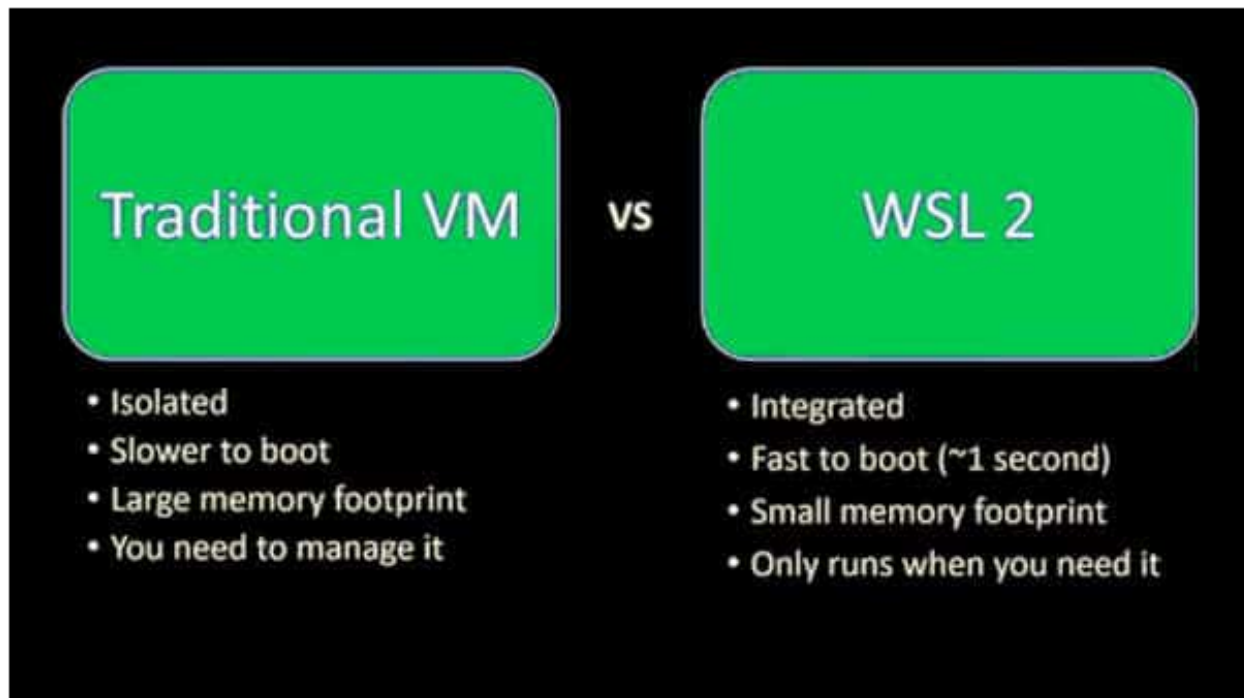 Traditional VM
vs
WSL 2
• Isolated
• Slower to boot
• Large memory footprint
• You need to manage it
• Integrated
• Fast to boot (~1 second)
• Small memory footprint
• Only runs when you need it